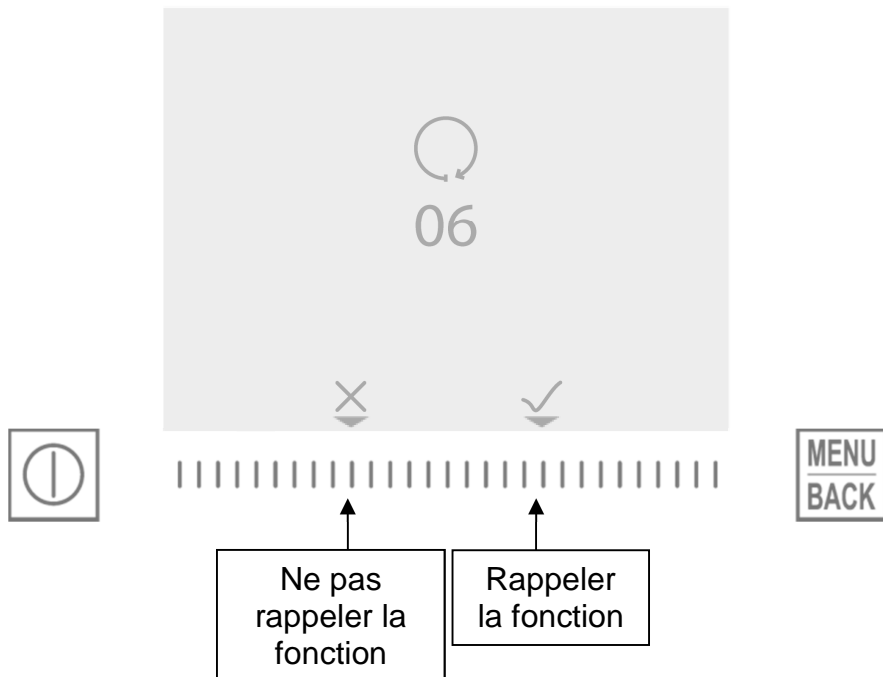 06
MENU
BACK
Ne pas
rappeler la
fonction
Rappeler
la fonction